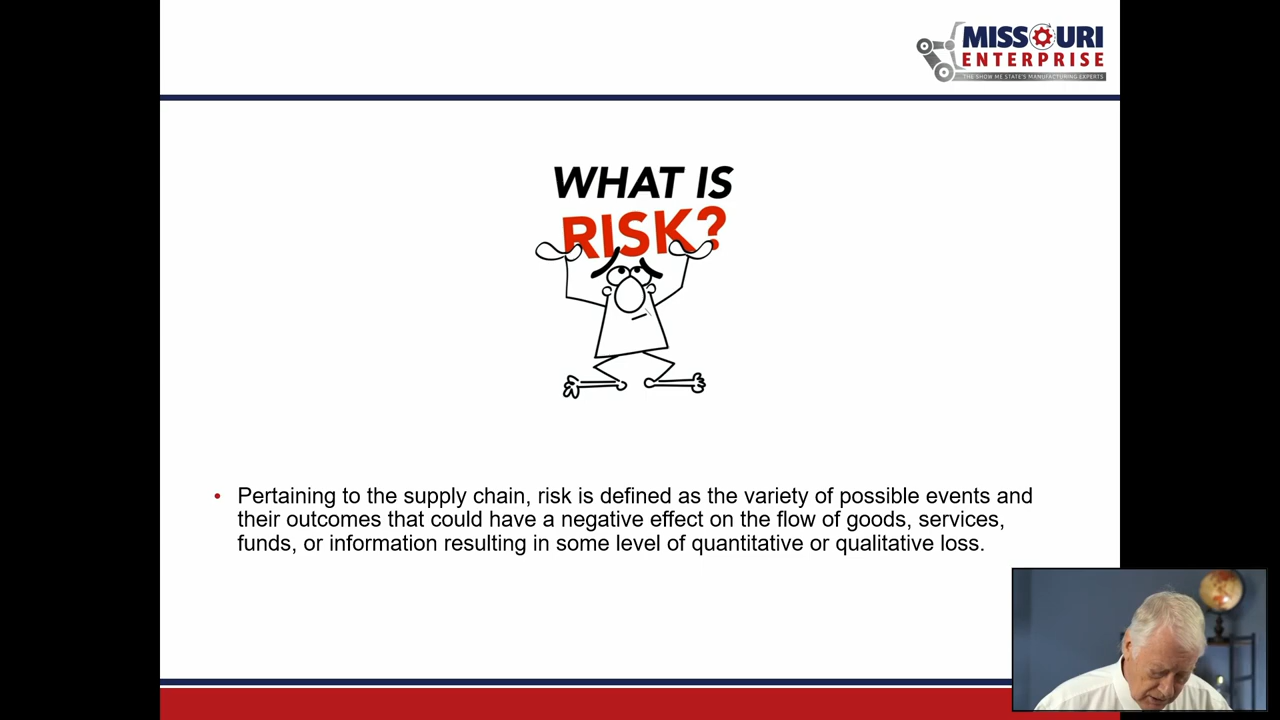 MISSOURI
ENTERPRISE
THE SHOW ME STATE'S MANUFACTURING EXPERTS
WHAT IS
RISK?
• Pertaining to the supply chain, risk is defined as the variety of possible events and
their outcomes that could have a negative effect on the flow of goods, services,
funds, or information resulting in some level of quantitative or qualitative loss.